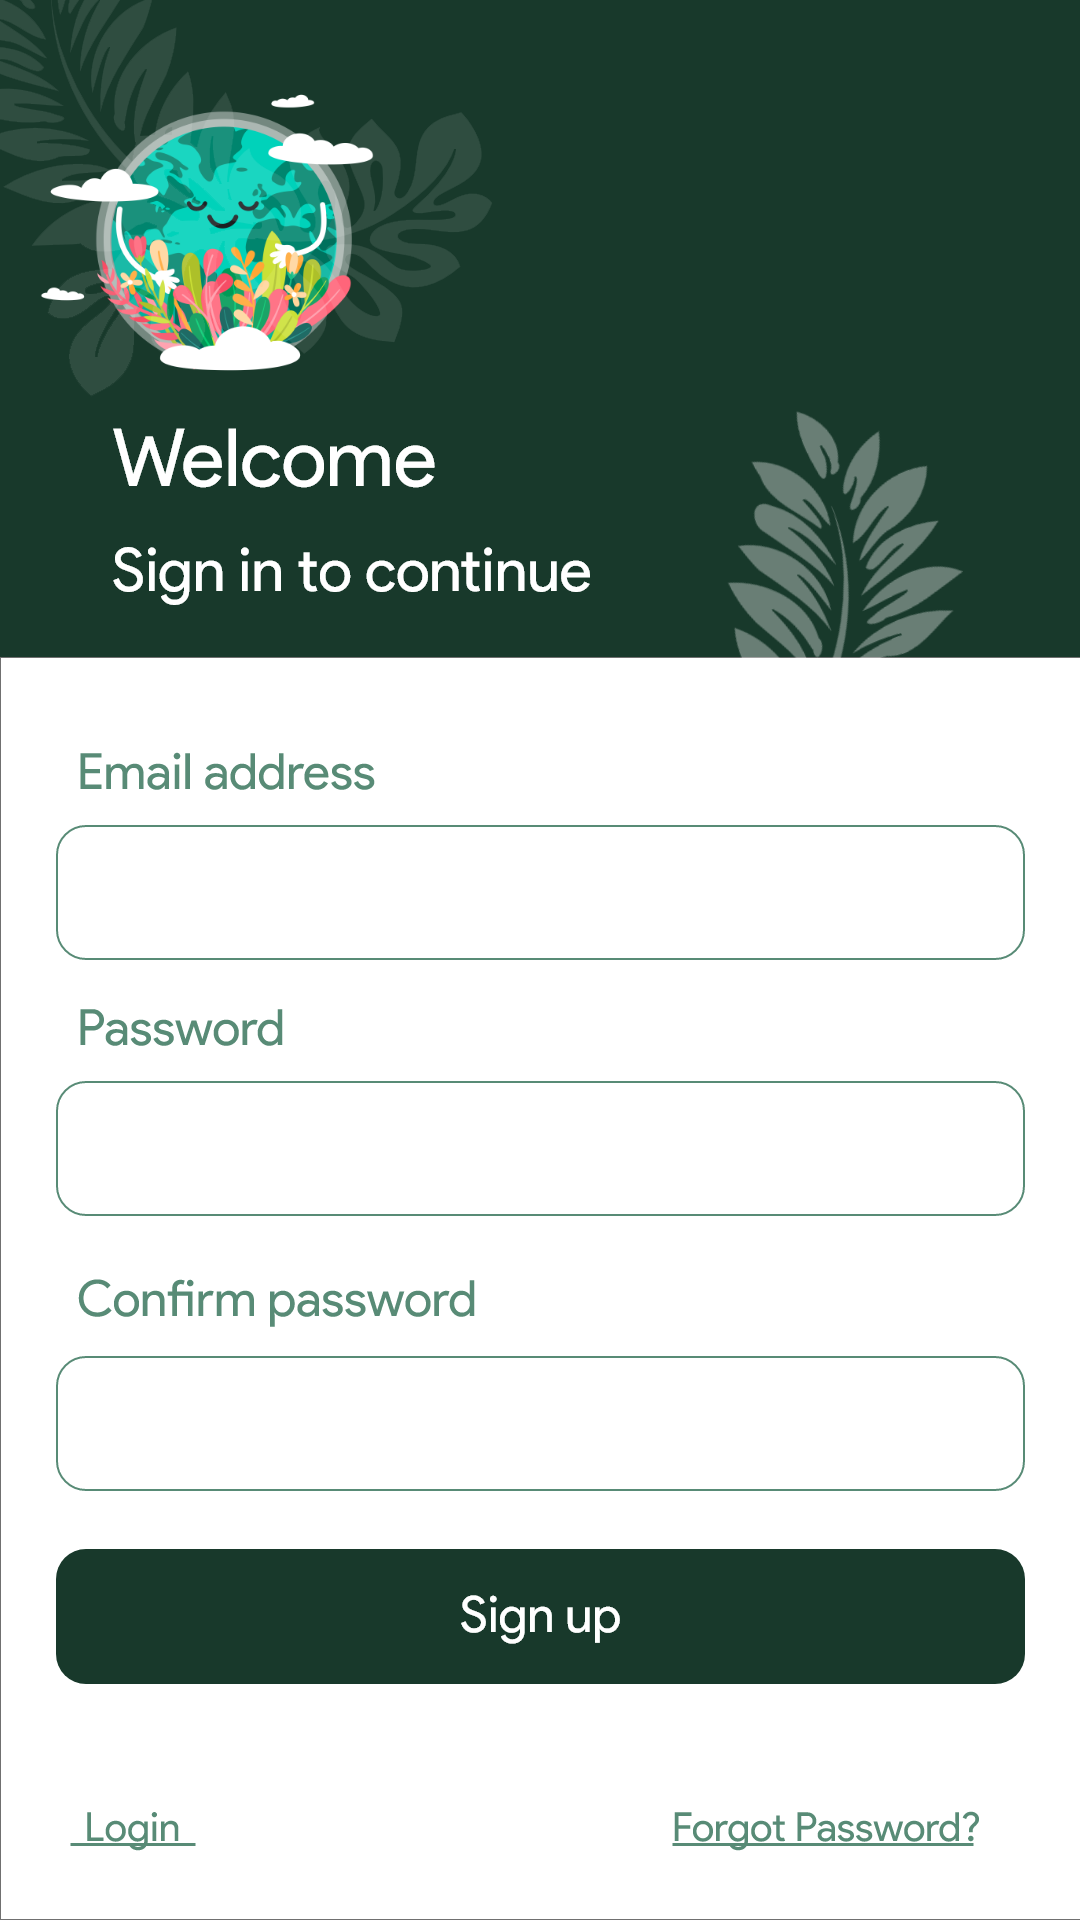 Welcome
Sign in to continue
Email address
Password
Confirm password
Sign up
Login
Forgot Password?